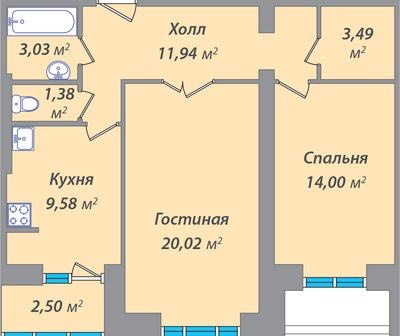 Холл
11,94 м²
3,49
м²
3,03 м²
1,38
м²
Кухня
9,58 м²
Гостиная
20,02 м²
Спальня
14,00 м²
2,50 м²